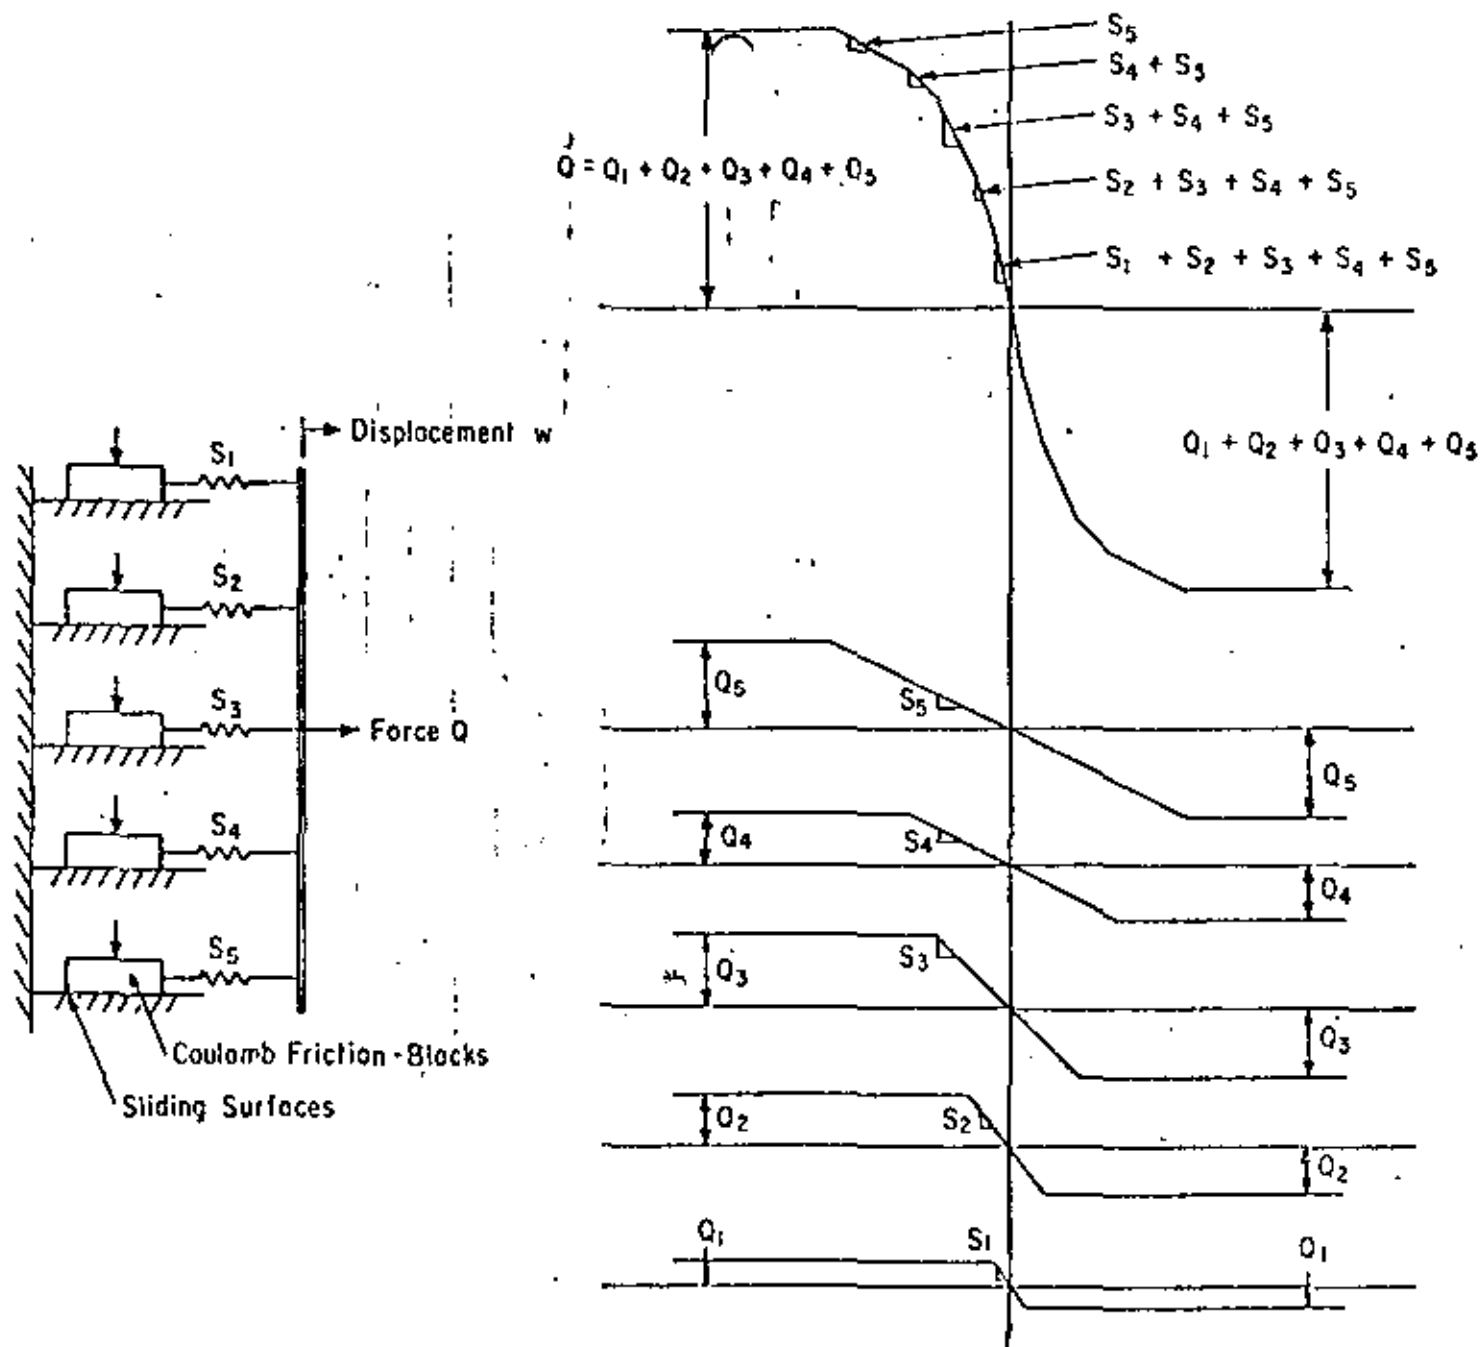 S5
S4 + S5
S3 + S4 + S5
Q = Q1 + Q2 + Q3 + Q4 + Q5
S2 + S3 + S4 + S5
S1 + S2 + S3 + S4 + S5
Displacement w
Q1 + Q2 + Q3 + Q4 + Q5
S1
S2
S3
Force Q
S4
S5
Coulomb Friction-Blocks
Sliding Surfaces
Q5
S5
Q5
Q4
S4
Q4
Q3
S3
Q3
Q2
S2
Q2
Q1
S1
Q1